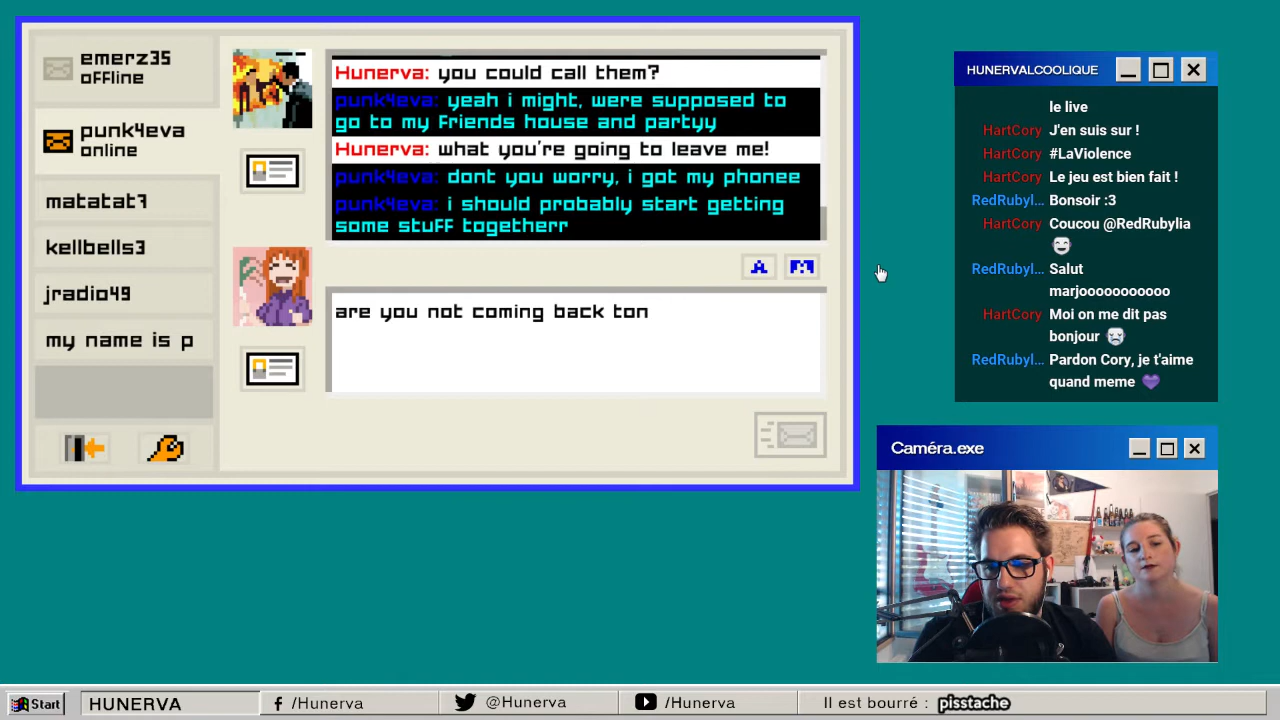 emerz35
offline
punk4eva
online
matatat7
kellbells3
jradio49
my name is p
Hunerva: you could call them?
punk4eva: yeah i might, were supposed to
go to my friends house and partyy
Hunerva: what you're going to leave me!
punk4eva: dont you worry, i got my phonee
punk4eva: i should probably start getting
some stuff togetherr
A
are you not coming back ton
HUNERVALCOOLIQUE
le live
HartCory J'en suis sur !
HartCory #LaViolence
HartCory Le jeu est bien fait !
RedRubyl... Bonsoir :3
HartCory Coucou @RedRubylia
RedRubyl... Salut
marjooooooooooo
HartCory Moi on me dit pas
bonjour
RedRubyl... Pardon Cory, je t'aime
quand meme
Caméra.exe
Start
HUNERVA
/Hunerva
@Hunerva
/Hunerva
Il est bourré : pisstache